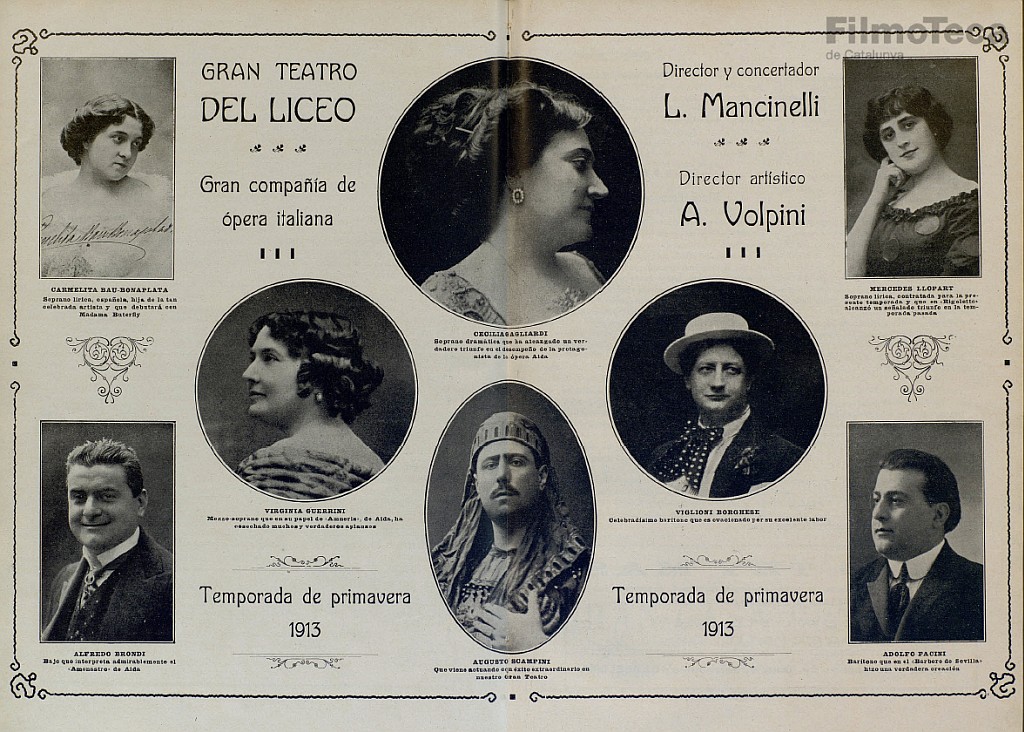 FilmoTeca
de Catalunya
GRAN TEATRO
DEL LICEO
Gran compañía de
ópera italiana
Director y concertador
L. Mancinelli
Director artístico
A. Volpini
CARMELITA BAU-BONAPLATA
Soprano lírica, española, hija de la tan
celebrada artista y que debutará con
Madama Buterfly
CECILIA GAGLIARDI
Soprano dramática que ha alcanzado un ver-
dadero triunfo en el desempeño de la protago-
nista de la ópera Aida
MERCEDES LLOPART
Soprano lírica, contratada para la pre-
sente temporada y que en «Rigoletto»
alcanzó un señalado triunfo en la tem-
porada pasada
VIRGINIA GUERRINI
Mezzo-soprano que en su papel de «Amneris», de Aida, ha
cosechado muchos y verdaderos aplausos
VIGLIONI BORGHESE
Celebradísimo barítono que es ovacionado por su excelente labor
Temporada de primavera
1913
Temporada de primavera
1913
ALFREDO BRONDI
Bajo que interpreta admirablemente el
de Aida
AUGUSTO SCAMPINI
Que viene actuando con éxito extraordinario en
nuestro Gran Teatro
ADOLFO PACINI
Barítono que en el «Barbero de Sevilla»
hizo una verdadera creación